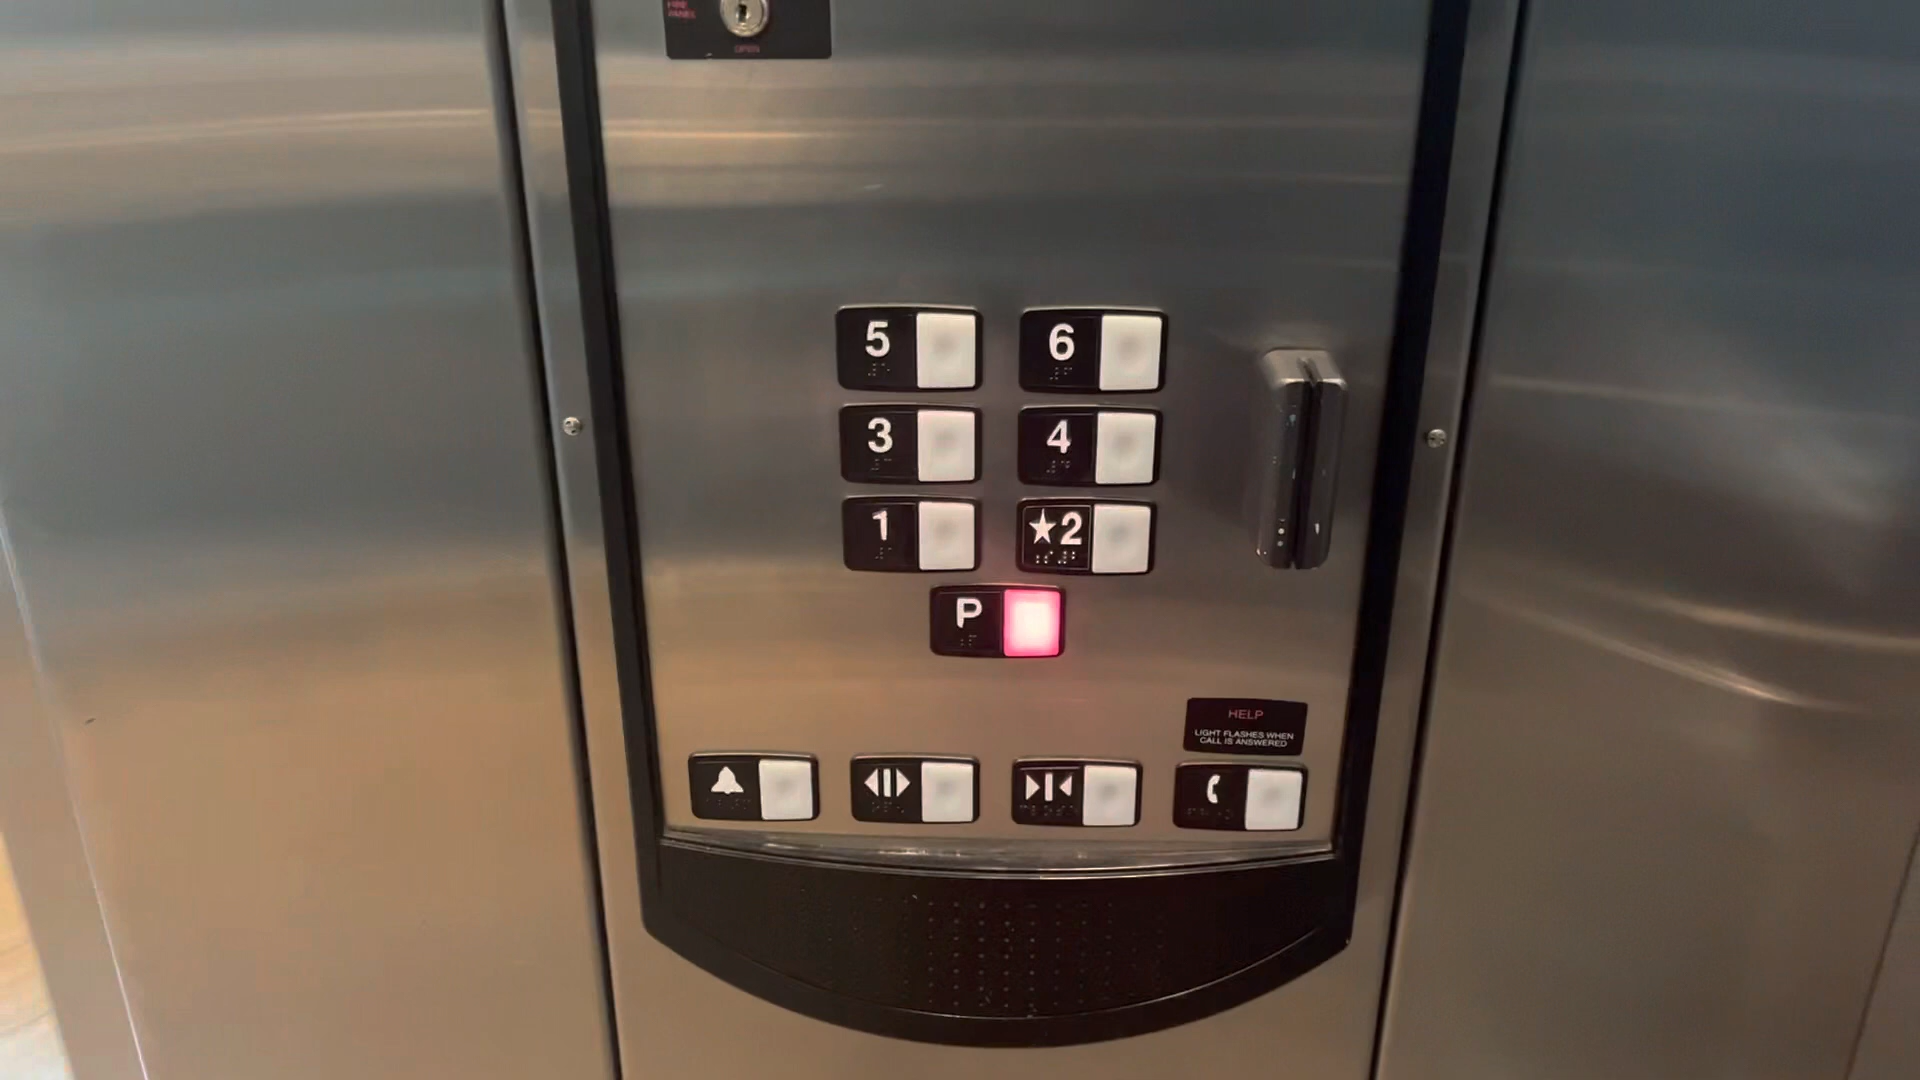 FIRE
PANEL
OPEN
5 6
3 4
1 ★2
P
HELP
LIGHT FLASHES WHEN
CALL IS ANSWERED